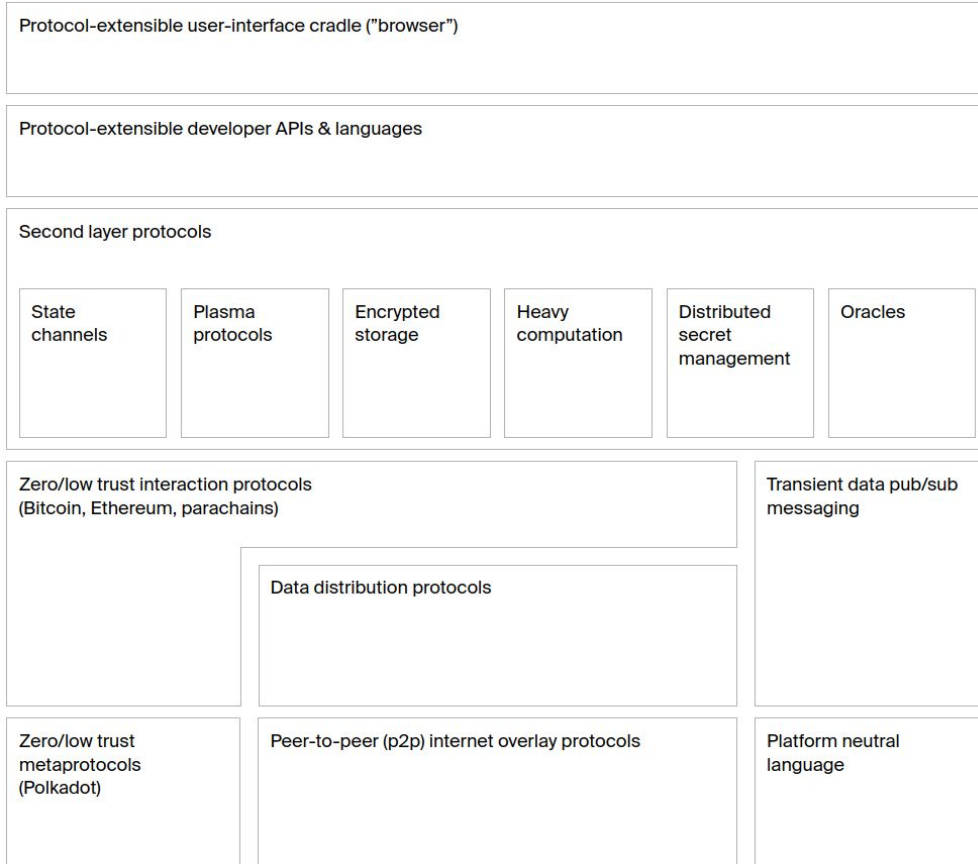 Protocol-extensible user-interface cradle (”browser”)
Protocol-extensible developer APIs & languages
Second layer protocols
State
channels
Plasma
protocols
Encrypted
storage
Heavy
computation
Distributed
secret
management
Oracles
Zero/low trust interaction protocols
(Bitcoin, Ethereum, parachains)
Transient data pub/sub
messaging
Data distribution protocols
Zero/low trust
metaprotocols
(Polkadot)
Peer-to-peer (p2p) internet overlay protocols
Platform neutral
language